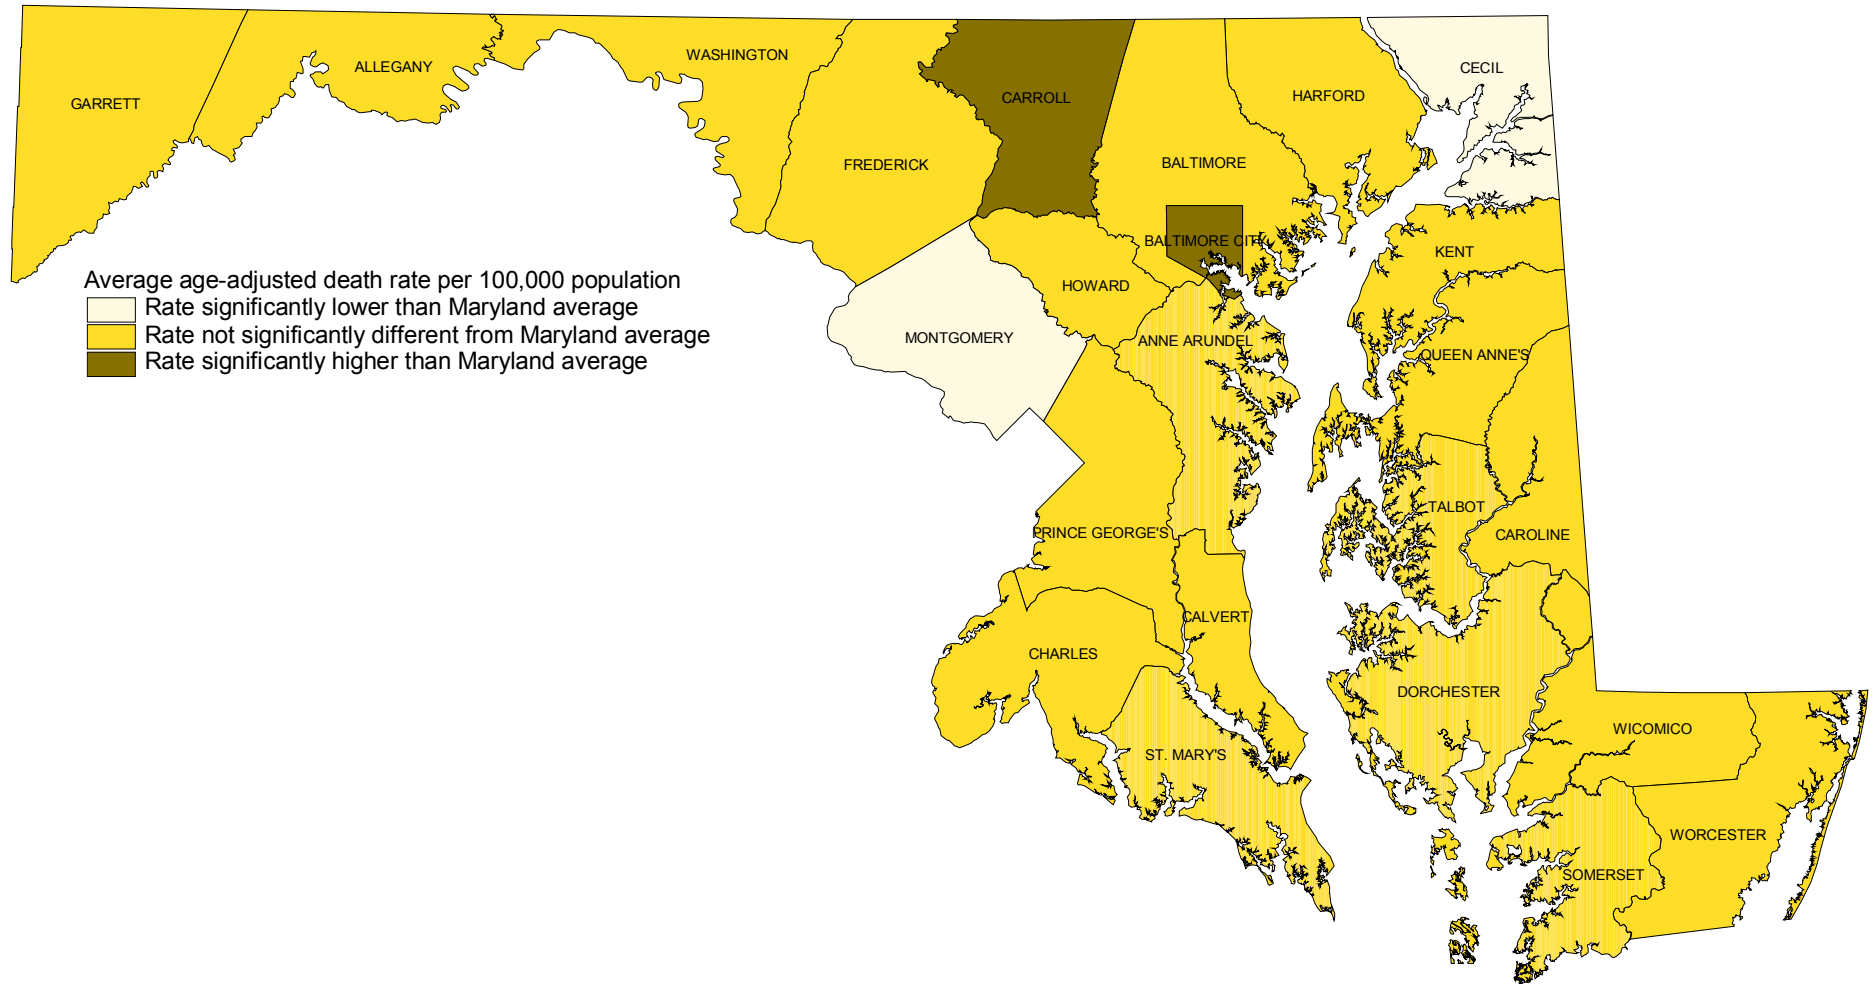 WASHINGTON
ALLEGANY
CECIL
GARRETT
CARROLL
HARFORD
FREDERICK
BALTIMORE
BALTIMORE CITY
KENT
Average age-adjusted death rate per 100,000 population
Rate significantly lower than Maryland average
Rate not significantly different from Maryland average
Rate significantly higher than Maryland average
HOWARD
MONTGOMERY
ANNE ARUNDEL
QUEEN ANNE'S
TALBOT
PRINCE GEORGE'S
CAROLINE
CALVERT
CHARLES
DORCHESTER
WICOMICO
ST. MARY'S
WORCESTER
SOMERSET